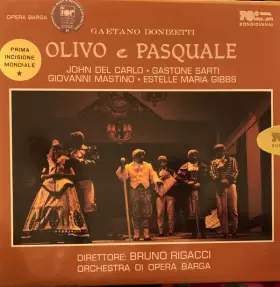 OPERA BARGA
BONGIOVANNI
GAETANO DONIZETTI
OLIVO e PASQUALE
PRIMA
INCISIONE
MONDIALE
★
JOHN DEL CARLO • GASTONE SARTI
GIOVANNI MASTINO • ESTELLE MARIA GIBBS
DIRETTORE: BRUNO RIGACCI
ORCHESTRA DI OPERA BARGA